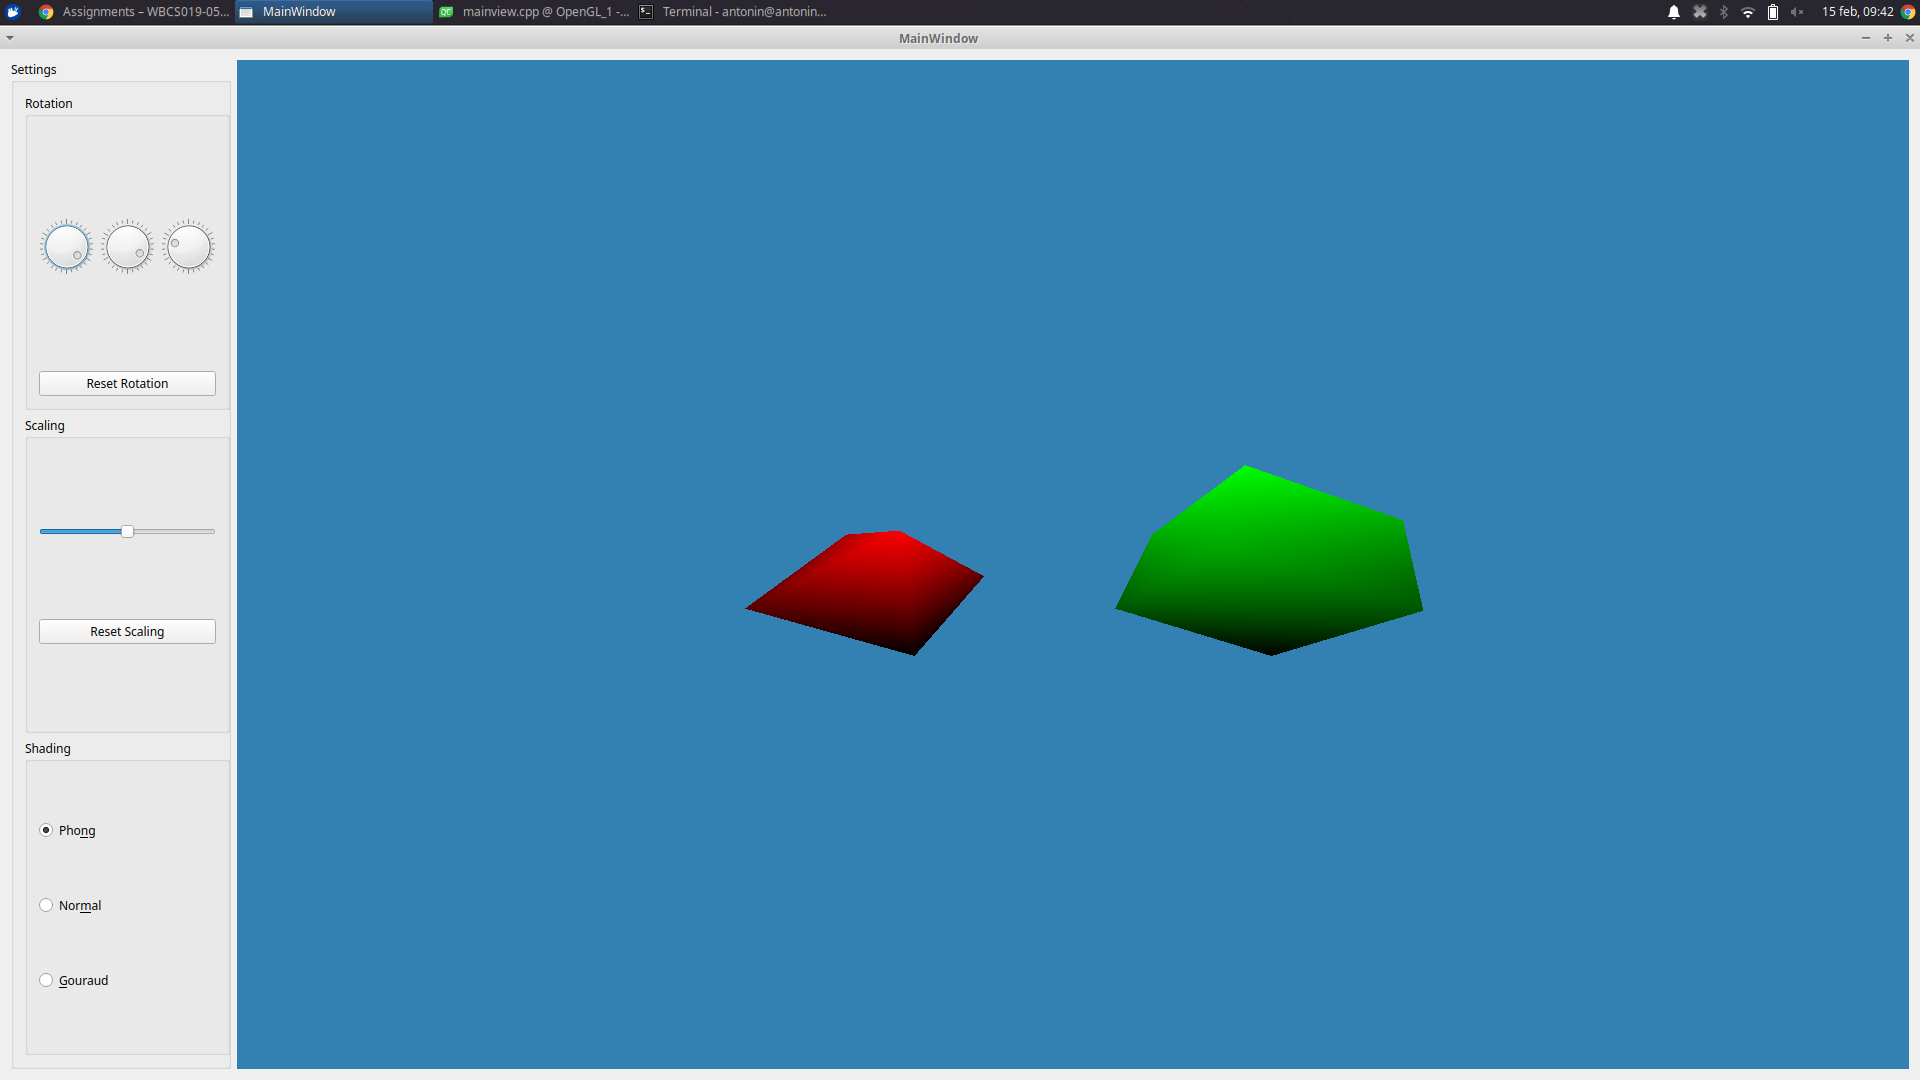 Assignments – WBCS019-05...
MainWindow
mainview.cpp @ OpenGL_1 -...
Terminal - antonin@antonin...
15 feb, 09:42
MainWindow
Settings
Rotation
Reset Rotation
Scaling
Reset Scaling
Shading
Phong
Normal
Gouraud